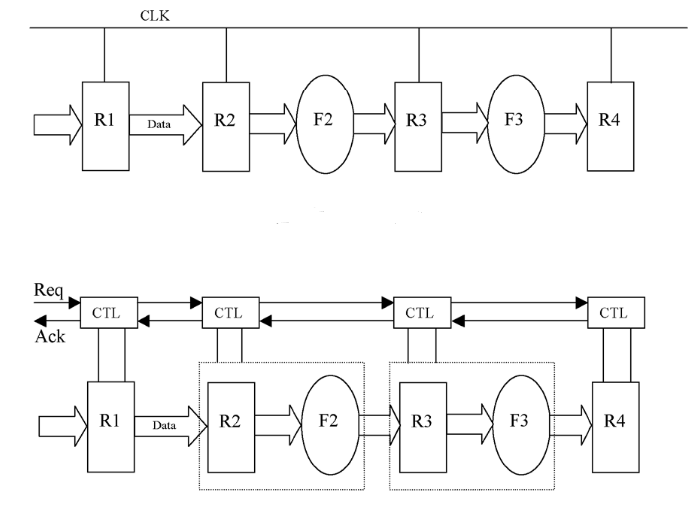 CLK
R1 Data R2 F2 R3 F3 R4
Req
CTL CTL CTL CTL
Ack
R1 Data R2 F2 R3 F3 R4